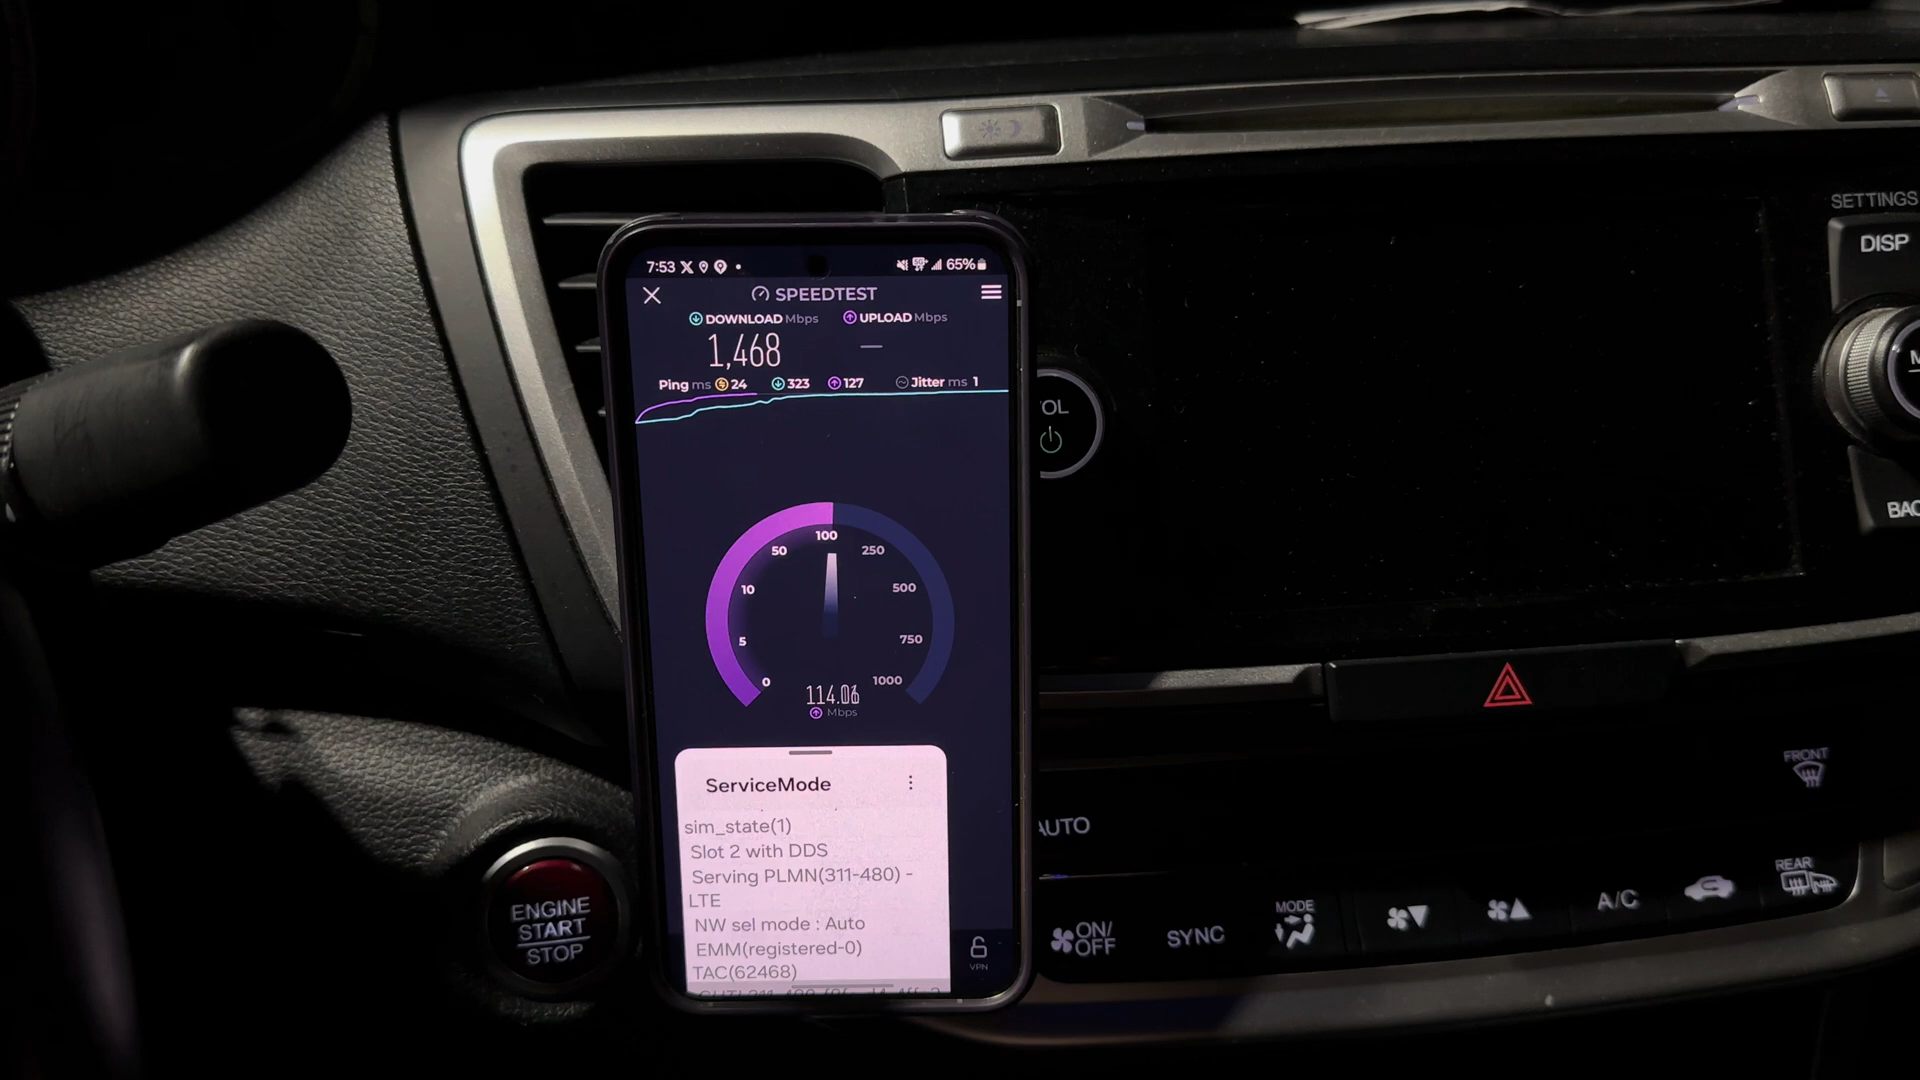 SETTINGS
DISP
7:53
5G+
65%
SPEEDTEST
DOWNLOAD Mbps
UPLOAD Mbps
1,468
—
Ping ms 24 323 127 Jitter ms 1
0
5
10
50
100
250
500
750
1000
114.06
Mbps
ServiceMode
sim_state(1)
Slot 2 with DDS
Serving PLMN(311-480) -
LTE
NW sel mode : Auto
EMM(registered-0)
TAC(62468)
VPN
OL
BAC
ENGINE
START
STOP
AUTO
ON/
OFF
SYNC
MODE
A/C
FRONT
REAR